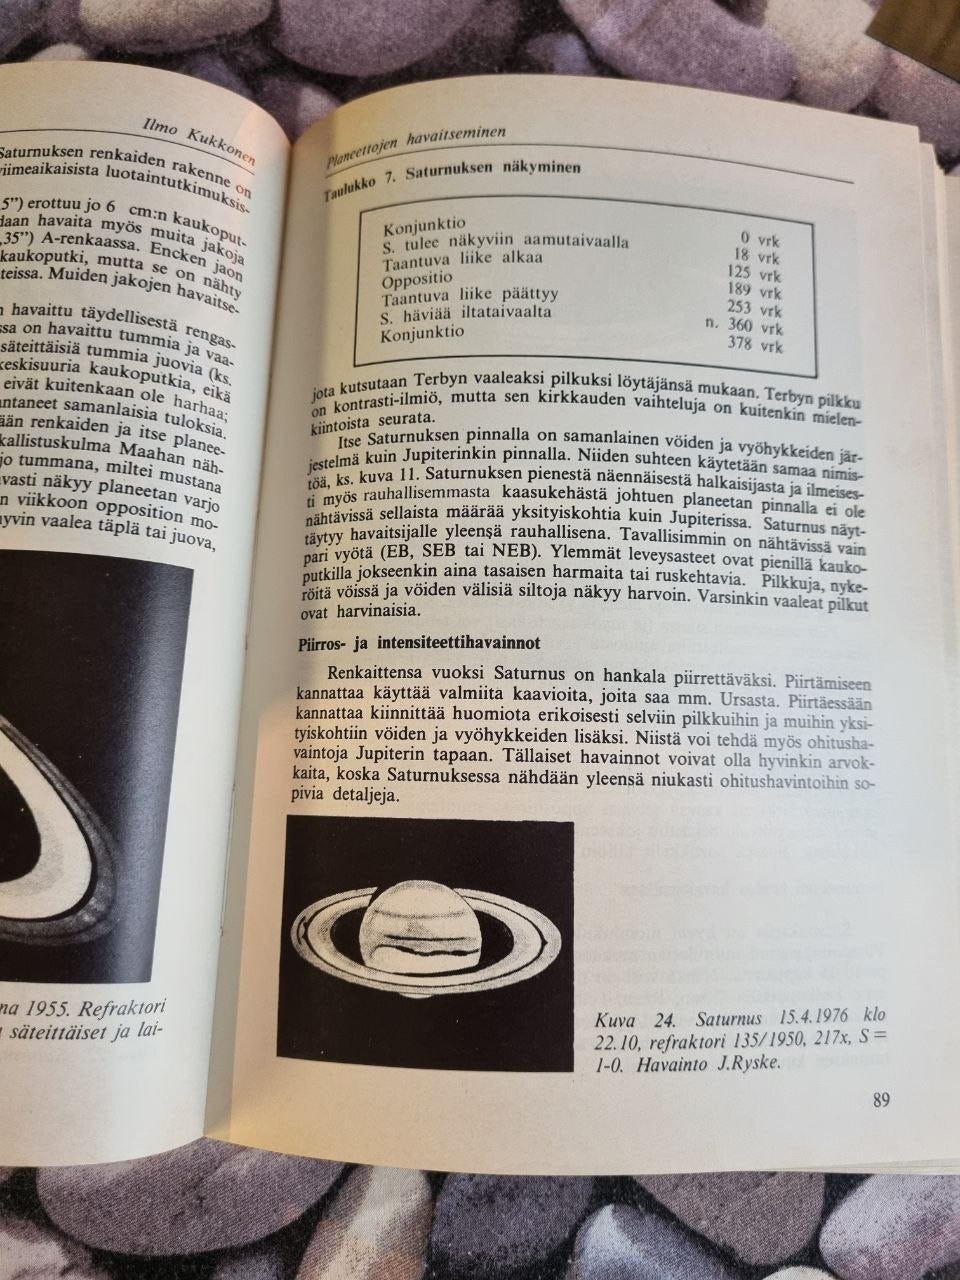 Ilmo Kukkonen
Saturnuksen renkaiden rakenne on
viimeaikaisista luotaintutkimuksis-
5") erottuu jo 6 cm:n kaukoput-
daan havaita myös muita jakoja
,35") A-renkaassa. Encken jaon
kaukoputki, mutta se on nähty
teissa. Muiden jakojen havaitse-
havaittu täydellisestä rengas-
ssa on havaittu tummia ja vaa-
säteittäisiä tummia juovia (ks.
keskisuuria kaukoputkia, eikä
eivät kuitenkaan ole harhaa;
ntaneet samanlaisia tuloksia.
ään renkaiden ja itse planee-
kallistuskulma Maahan näh-
jo tummana, miltei mustana
vasti näkyy planeetan varjo
n viikkoon opposition mo-
hyvin vaalea täplä tai juova,
na 1955. Refraktori
säteittäiset ja lai-
Planeettojen havaitseminen
Taulukko 7. Saturnuksen näkyminen
Konjunktio 0 vrk
S. tulee näkyviin aamutaivaalla 18 vrk
Taantuva liike alkaa 125 vrk
Oppositio 189 vrk
Taantuva liike päättyy 253 vrk
S. häviää iltataivaalta n. 360 vrk
Konjunktio 378 vrk
jota kutsutaan Terbyn vaaleaksi pilkuksi löytäjänsä mukaan. Terbyn pilkku
on kontrasti-ilmiö, mutta sen kirkkauden vaihteluja on kuitenkin mielen-
kiintoista seurata.
Itse Saturnuksen pinnalla on samanlainen vöiden ja vyöhykkeiden jär-
jestelmä kuin Jupiterinkin pinnalla. Niiden suhteen käytetään samaa nimis-
töä, ks. kuva 11. Saturnuksen pienestä näennäisestä halkaisijasta ja ilmeises-
ti myös rauhallisemmasta kaasukehästä johtuen planeetan pinnalla ei ole
nähtävissä sellaista määrää yksityiskohtia kuin Jupiterissa. Saturnus näyt-
täytyy havaitsijalle yleensä rauhallisena. Tavallisimmin on nähtävissä vain
pari vyötä (EB, SEB tai NEB). Ylemmät leveysasteet ovat pienillä kauko-
putkilla jokseenkin aina tasaisen harmaita tai ruskehtavia. Pilkkuja, nyke-
röitä vöissä ja vöiden välisiä siltoja näkyy harvoin. Varsinkin vaaleat pilkut
ovat harvinaisia.
Piirros- ja intensiteettihavainnot
Renkaittensa vuoksi Saturnus on hankala piirrettäväksi. Piirtämiseen
kannattaa käyttää valmiita kaavioita, joita saa mm. Ursasta. Piirtäessään
kannattaa kiinnittää huomiota erikoisesti selviin pilkkuihin ja muihin yksi-
tyiskohtiin vöiden ja vyöhykkeiden lisäksi. Niistä voi tehdä myös ohitusha-
vaintoja Jupiterin tapaan. Tällaiset havainnot voivat olla hyvinkin arvok-
kaita, koska Saturnuksessa nähdään yleensä niukasti ohitushavintoihin so-
pivia detaljeja.
Kuva 24. Saturnus 15.4.1976 klo
22.10, refraktori 135/1950, 217x, S=
1-0. Havainto J.Ryske.
89